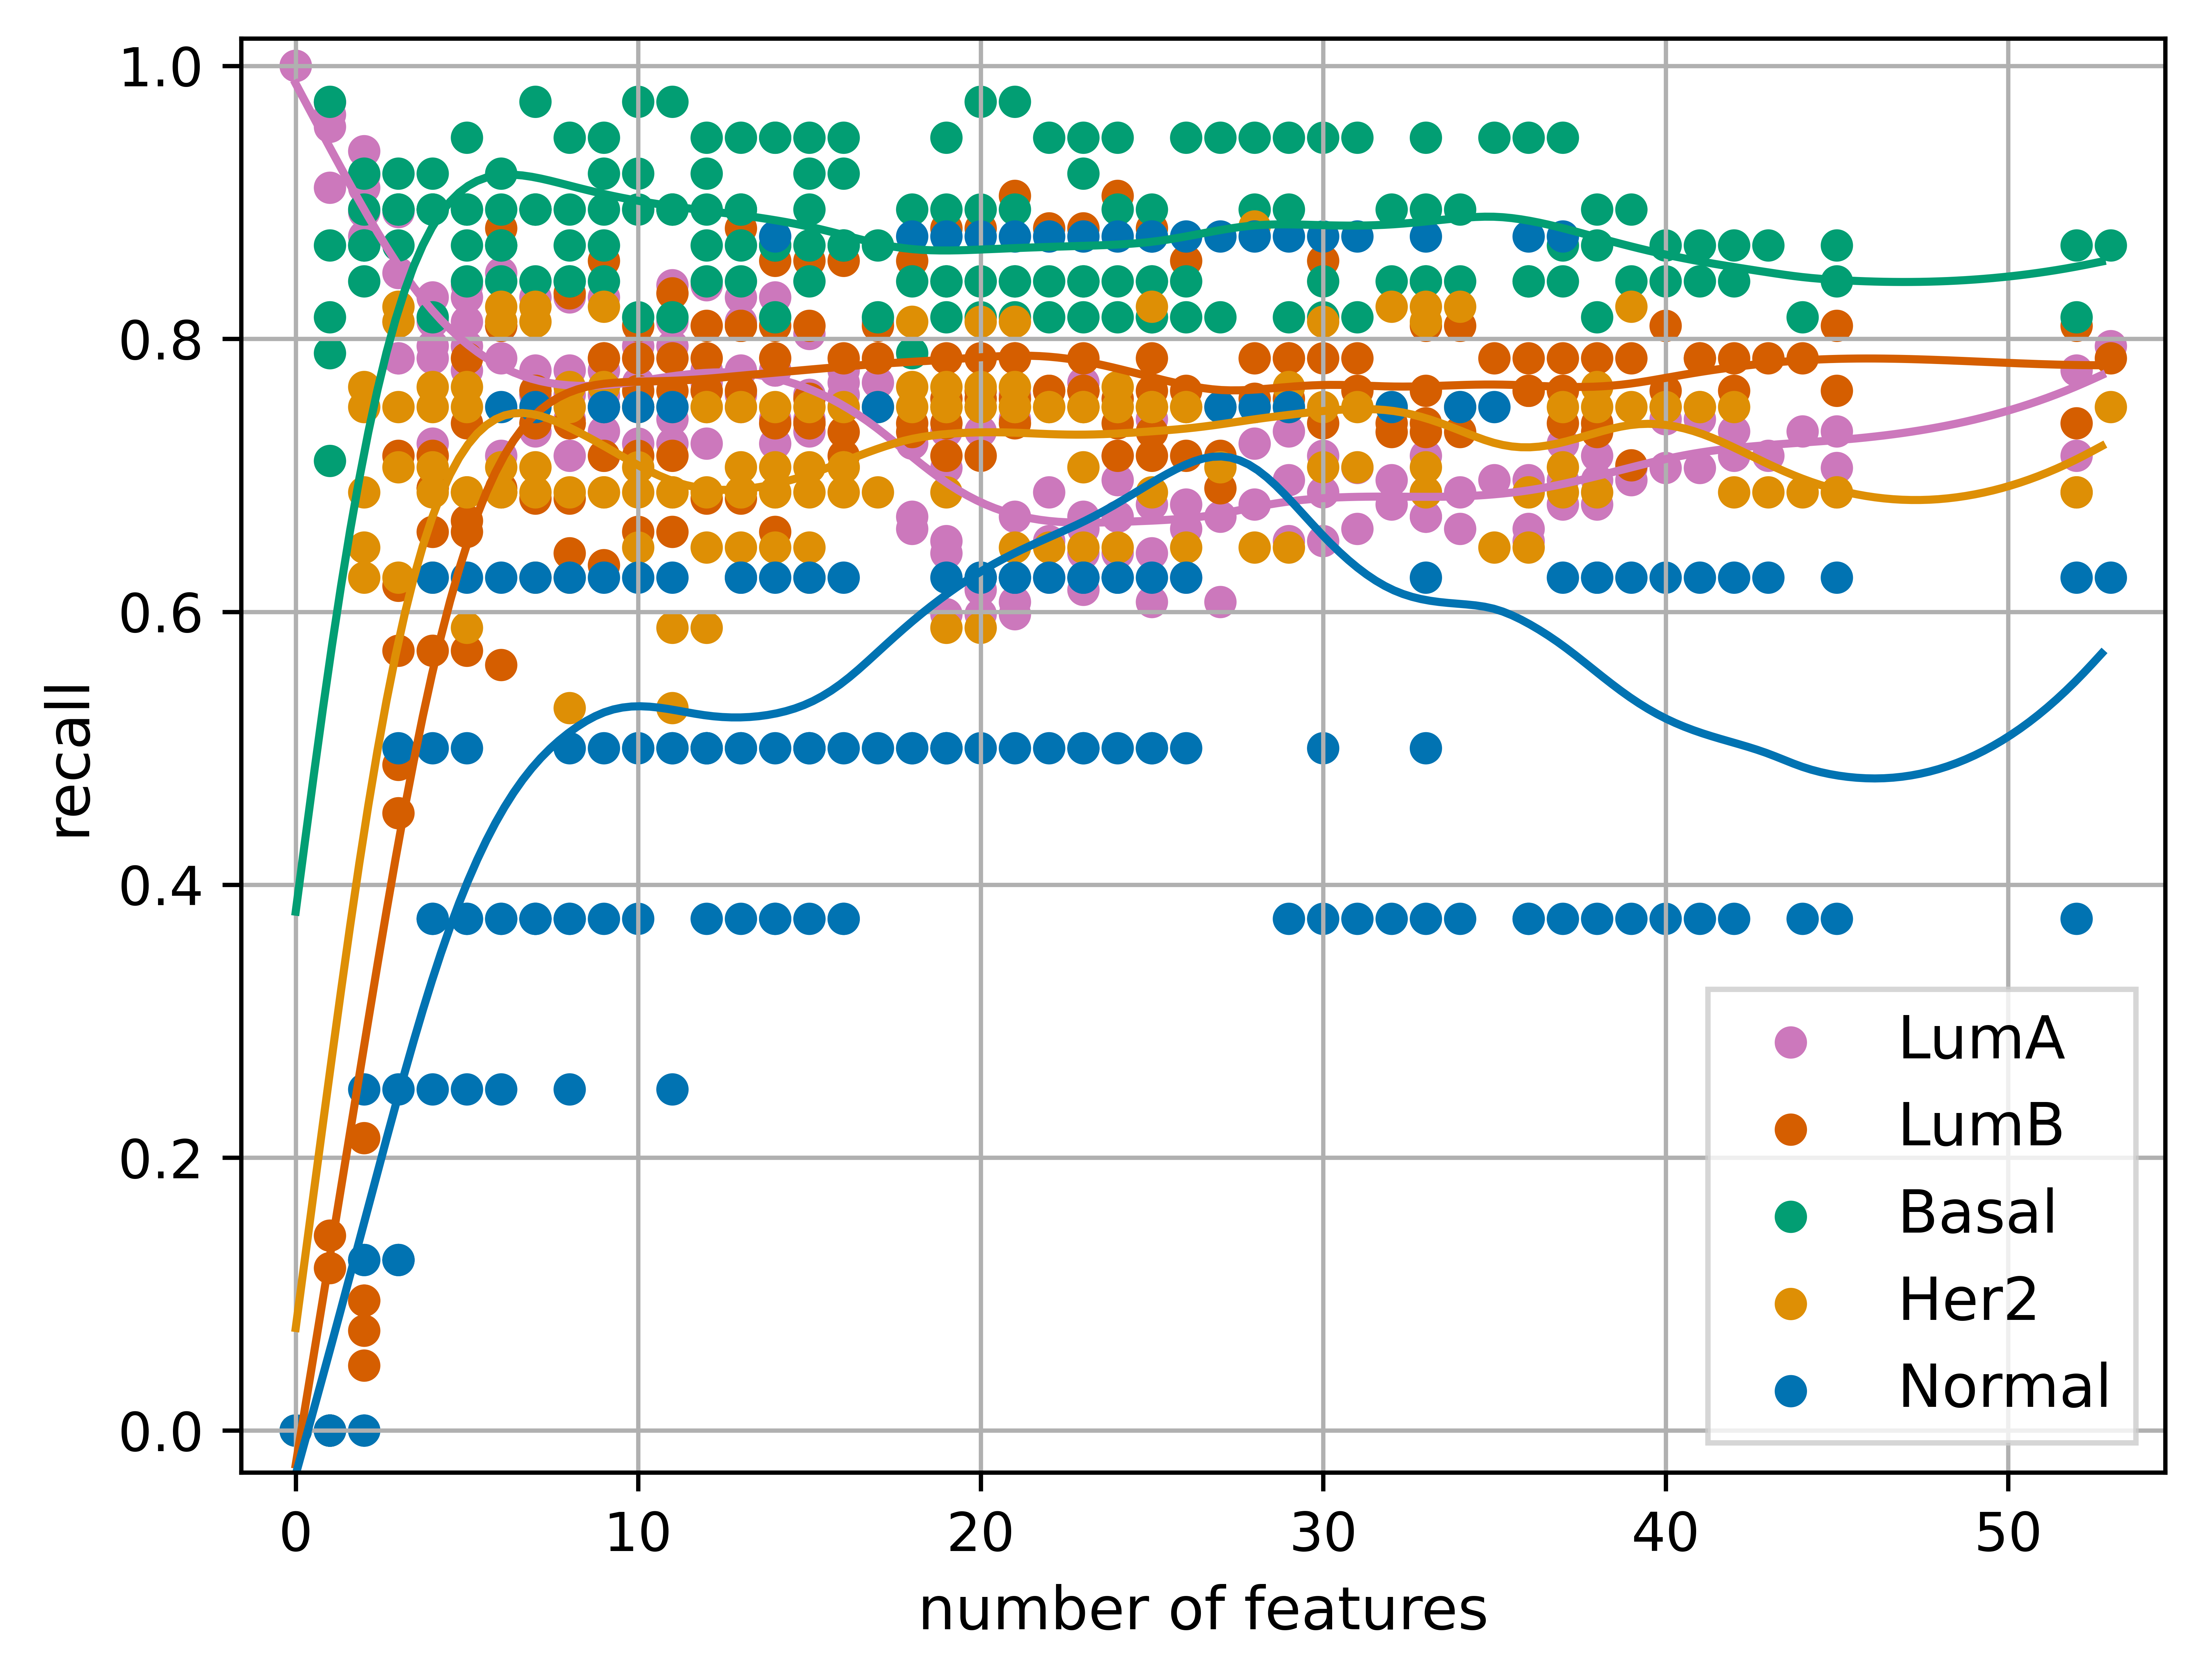 1.0
0.8
0.6
0.4
0.2
0.0
recall
0 10 20 30 40 50
number of features
LumA
LumB
Basal
Her2
Normal